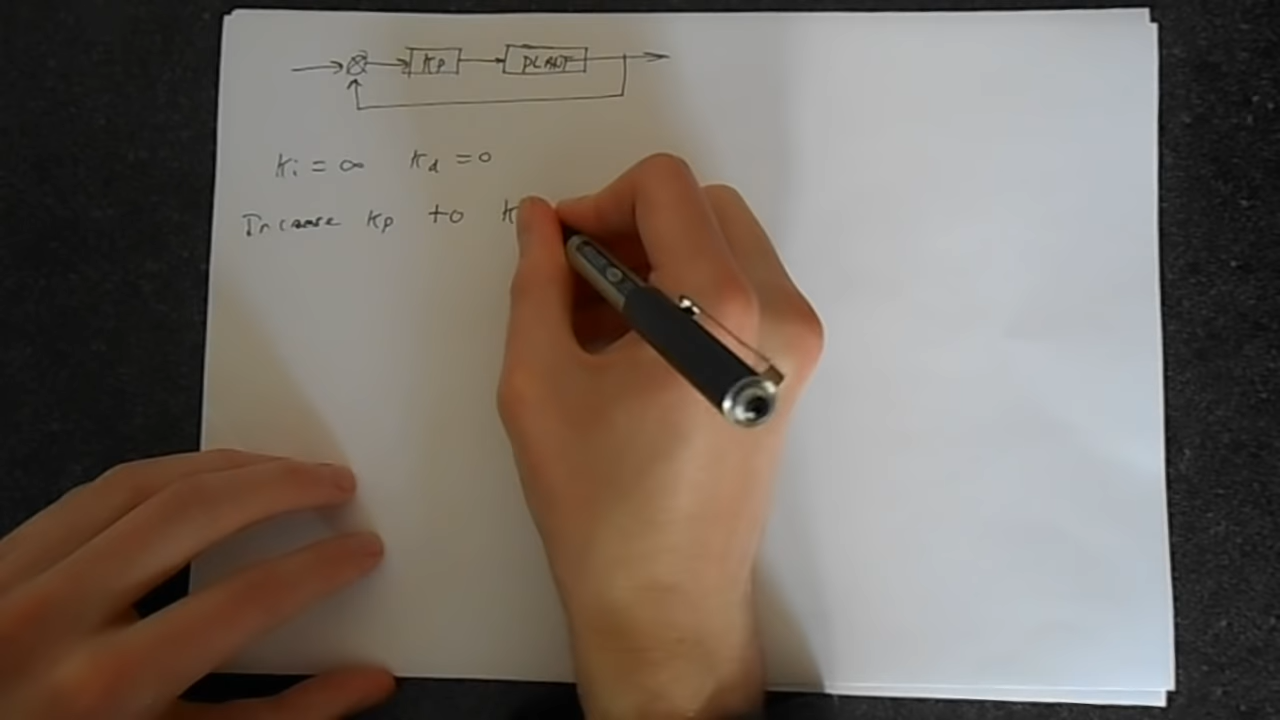 Kp PLANT
Ki = ∞ Kd = 0
Increase Kp to K